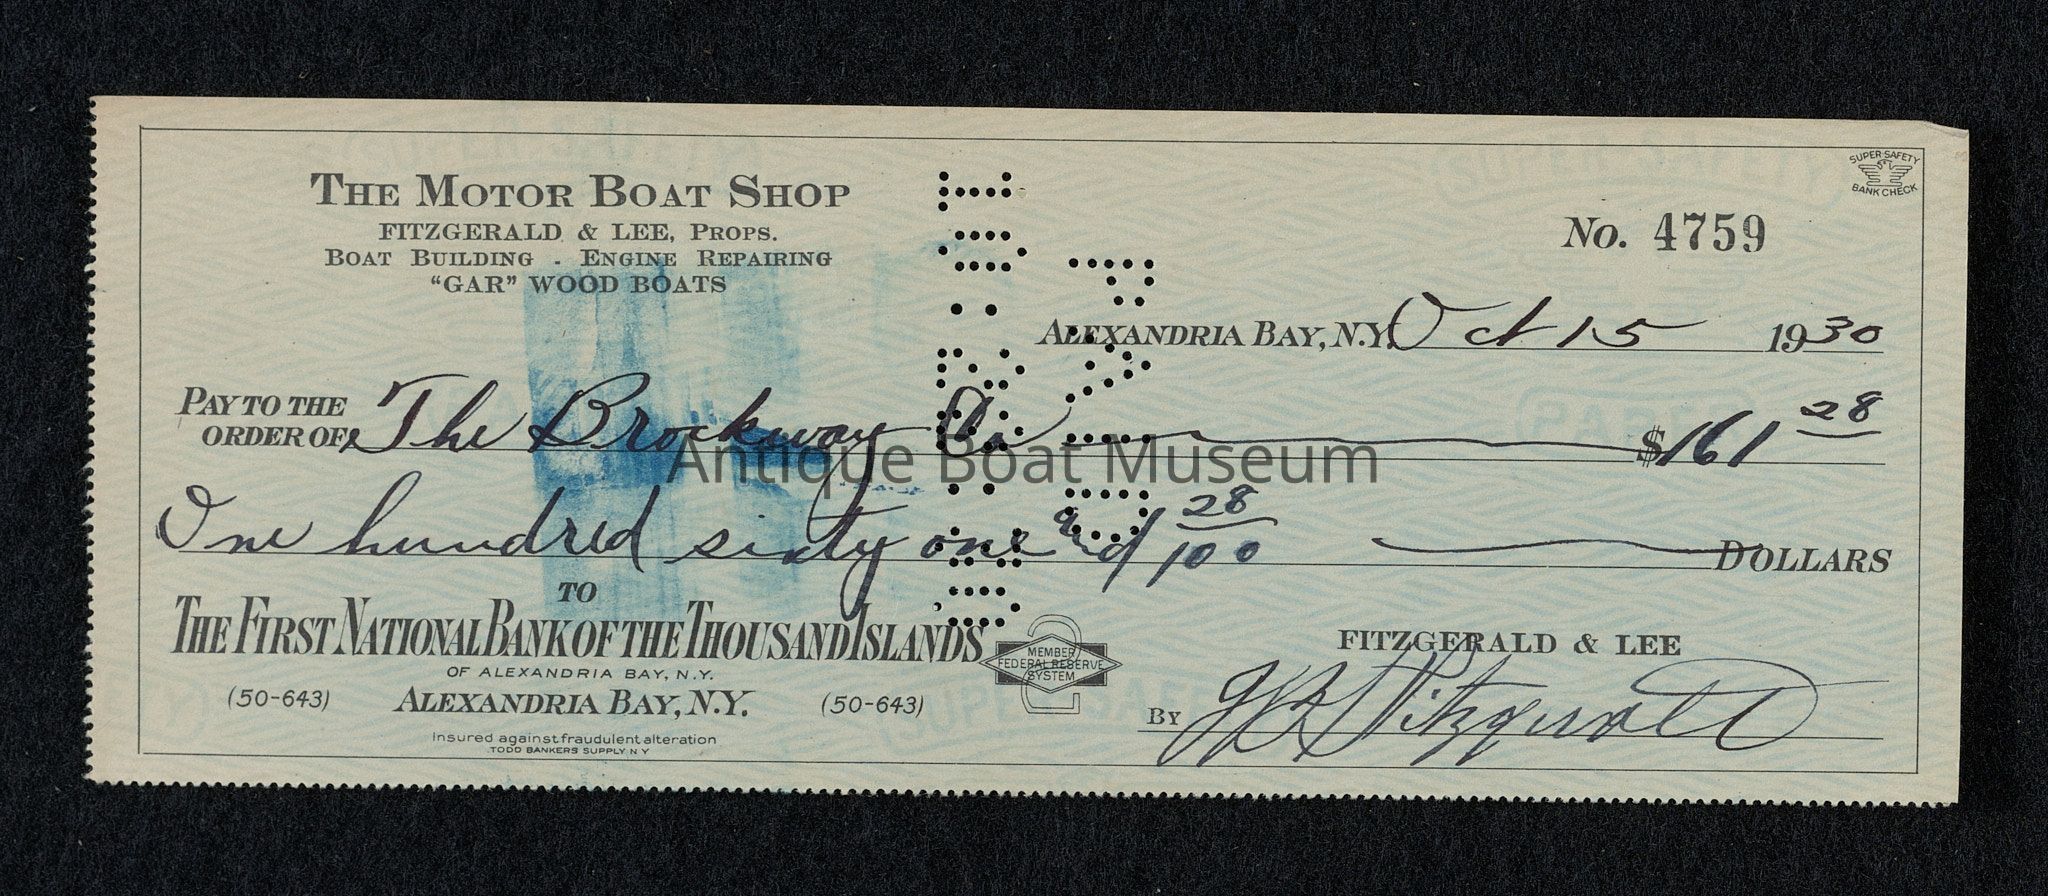 THE MOTOR BOAT SHOP
FITZGERALD & LEE, PROPS.
BOAT BUILDING - ENGINE REPAIRING
"GAR" WOOD BOATS
SUPER-SAFETY
BANK CHECK
No. 4759
ALEXANDRIA BAY, N.Y. Oct 15 1930
PAY TO THE
ORDER OF The Brockway Co $161 28
Antique Boat Museum
One hundred sixty one and 28/100 DOLLARS
TO
THE FIRST NATIONAL BANK OF THE THOUSAND ISLANDS
OF ALEXANDRIA BAY, N.Y.
(50-643) ALEXANDRIA BAY, N.Y. (50-643)
Insured against fraudulent alteration
TODD BANKERS SUPPLY N Y
MEMBER
FEDERAL RESERVE
SYSTEM
2
FITZGERALD & LEE
BY Fitzgerald